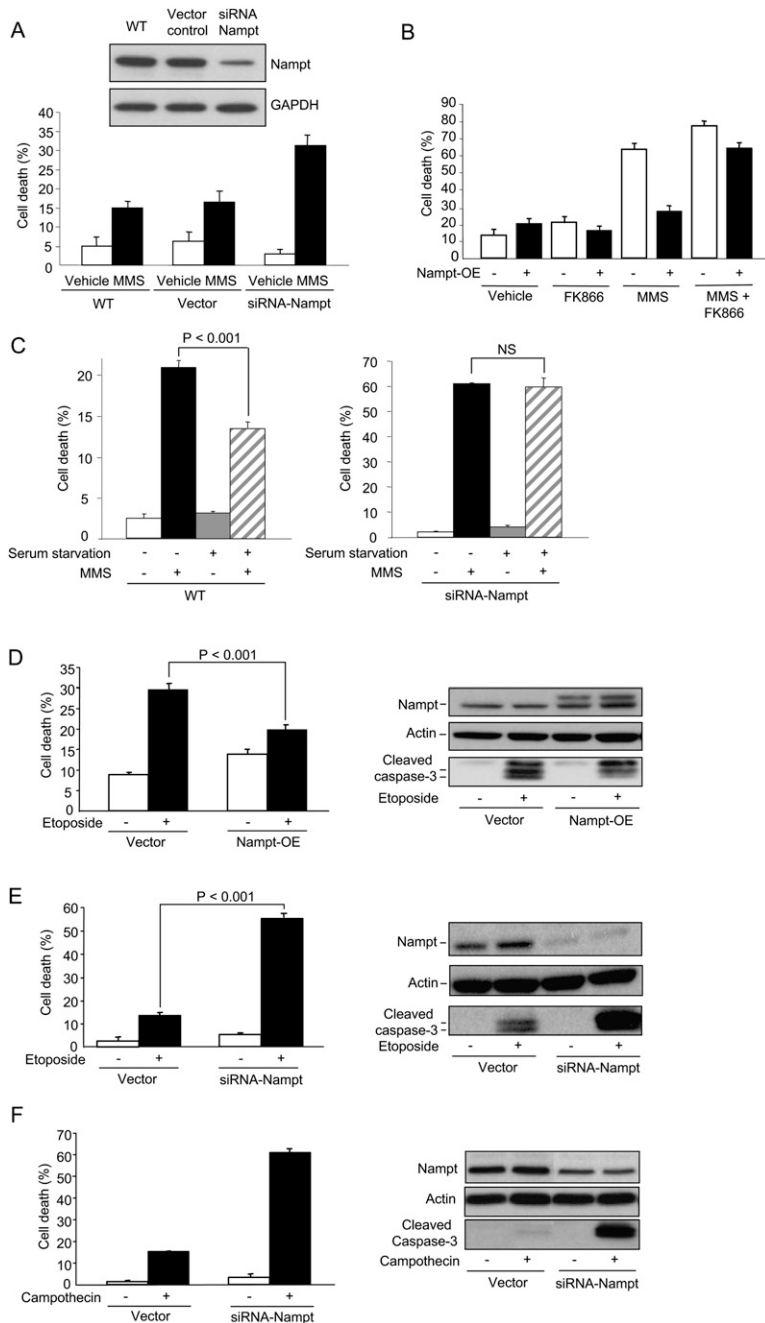 A
WT
Vector control
siRNA Nampt
Nampt
GAPDH
Cell death (%)
40
35
30
25
20
15
10
5
0
Vehicle MMS Vehicle MMS Vehicle MMS
WT Vector siRNA-Nampt
B
Cell death (%)
90
80
70
60
50
40
30
20
10
Nampt-OE - + - + - + - +
Vehicle FK866 MMS MMS + FK866
C
P < 0.001
Cell death (%)
20
15
10
5
0
Serum starvation - - + +
MMS - + - +
WT
NS
Cell death (%)
70
60
50
40
30
20
10
0
Serum starvation - - + +
MMS - + - +
siRNA-Nampt
D
P < 0.001
Cell death (%)
35
30
25
20
15
10
5
0
Etoposide - + - +
Vector Nampt-OE
Nampt
Actin
Cleaved caspase-3
Etoposide - + - +
Vector Nampt-OE
E
P < 0.001
Cell death (%)
60
50
40
30
20
10
0
Etoposide - + - +
Vector siRNA-Nampt
Nampt
Actin
Cleaved caspase-3
Etoposide - + - +
Vector siRNA-Nampt
F
Cell death (%)
70
60
50
40
30
20
10
0
Campothecin - + - +
Vector siRNA-Nampt
Nampt
Actin
Cleaved
Caspase-3
Campothecin - + - +
Vector siRNA-Nampt